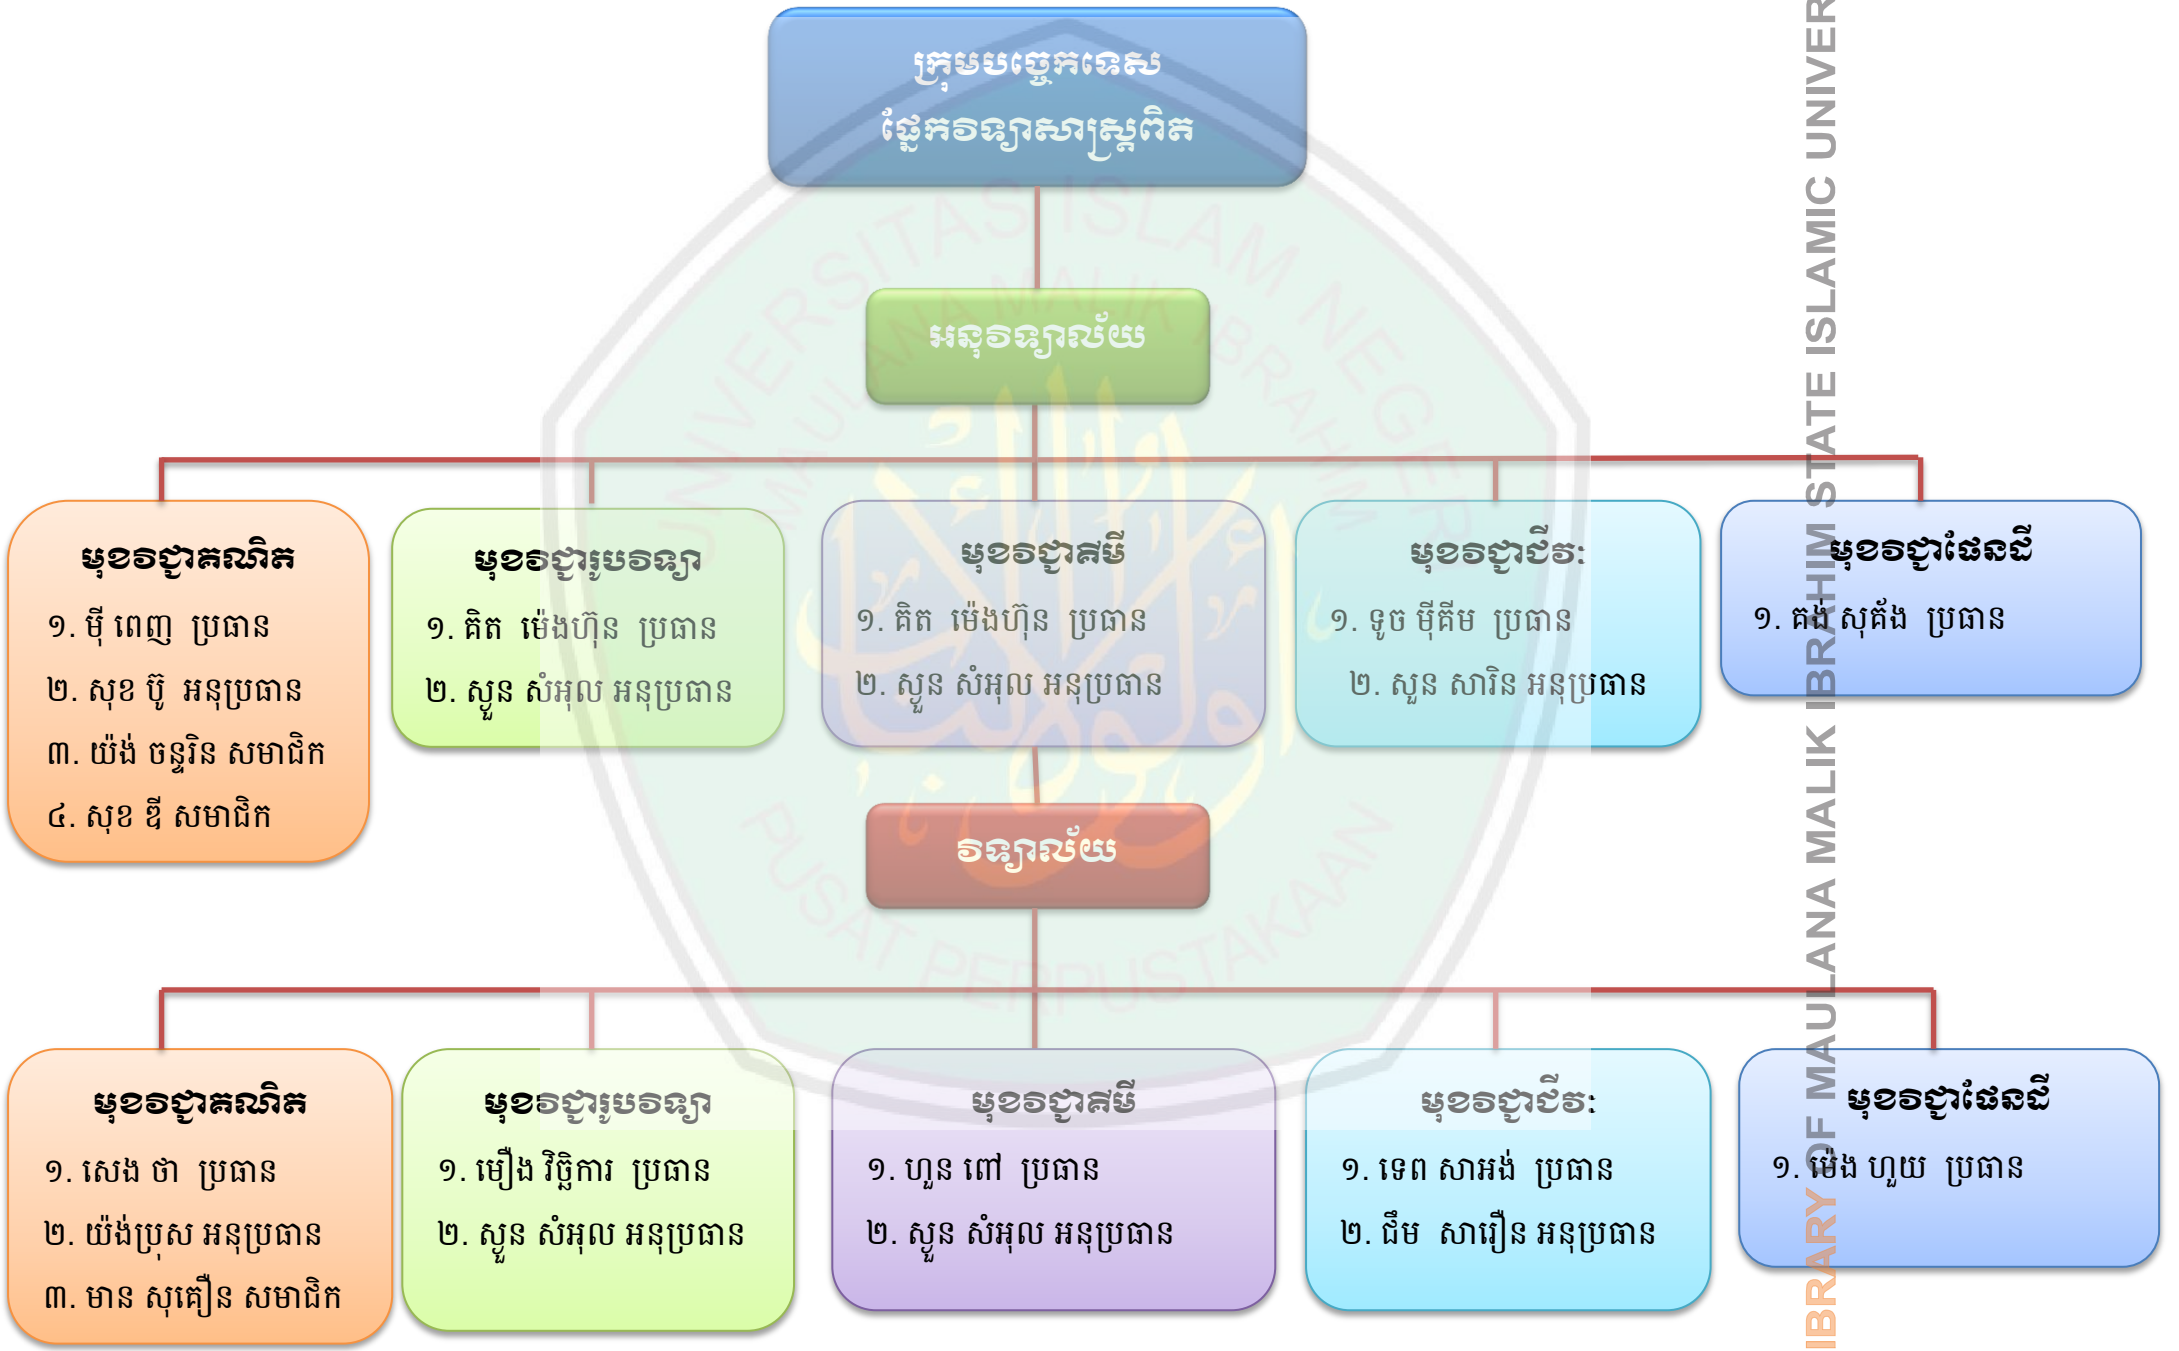 ក្រុមបច្ចេកទេស
ផ្នែកវិទ្យាសាស្ត្រពិត
អនុវិទ្យាល័យ
មុខវិជ្ជាគណិត
១. ម៉ី ពេញ ប្រធាន
២. សុខ ប៊ូ អនុប្រធាន
៣. យ៉ង់ ចន្ទរិន សមាជិក
៤. សុខ ឌី សមាជិក
មុខវិជ្ជារូបវិទ្យា
១. គិត ម៉េងហ៊ុន ប្រធាន
២. ស្ងួន សំអុល អនុប្រធាន
មុខវិជ្ជាគីមី
១. គិត ម៉េងហ៊ុន ប្រធាន
២. ស្ងួន សំអុល អនុប្រធាន
មុខវិជ្ជាជីវៈ
១. ទូច ម៉ីគីម ប្រធាន
២. សួន សារិន អនុប្រធាន
មុខវិជ្ជាផែនដី
១. គង់ សុគ័ង ប្រធាន
វិទ្យាល័យ
មុខវិជ្ជាគណិត
១. សេង ថា ប្រធាន
២. យ៉ង់ប្រុស អនុប្រធាន
៣. មាន សុគឿន សមាជិក
មុខវិជ្ជារូបវិទ្យា
១. មឿង វិច្ឆិការ ប្រធាន
២. ស្ងួន សំអុល អនុប្រធាន
មុខវិជ្ជាគីមី
១. ហួន ពៅ ប្រធាន
២. ស្ងួន សំអុល អនុប្រធាន
មុខវិជ្ជាជីវៈ
១. ទេព សាអង់ ប្រធាន
២. ជឹម សារឿន អនុប្រធាន
មុខវិជ្ជាផែនដី
១. ម៉េង ហួយ ប្រធាន
UNIVERSITAS ISLAM NEGERI
MAULANA MALIK IBRAHIM
PUSAT PERPUSTAKAAN
IBRARY OF MAULANA MALIK IBRAHIM STATE ISLAMIC UNIVER